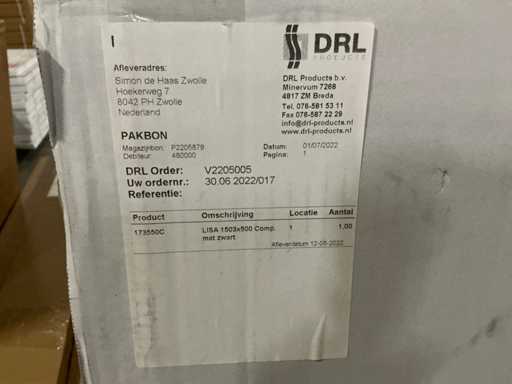 DRL
PRODUCTS
Afleveradres:
Simon de Haas Zwolle
Hoekerweg 7
8042 PH Zwolle
Nederland
DRL Products b.v.
Minervum 7268
4817 ZM Breda
Tel. 076-581 53 11
Fax 076-587 22 29
info@drl-products.nl
www.drl-products.nl
PAKBON
Magazijnbon: P2205879
Debiteur: 460000
Datum: 01/07/2022
Pagina: 1
DRL Order: V2205005
Uw ordernr.: 30.06.2022/017
Referentie:
Product Omschrijving Locatie Aantal
173550C LISA 1503x500 Comp. 1 1,00
mat zwart
Afleverdatum 12-08-2022